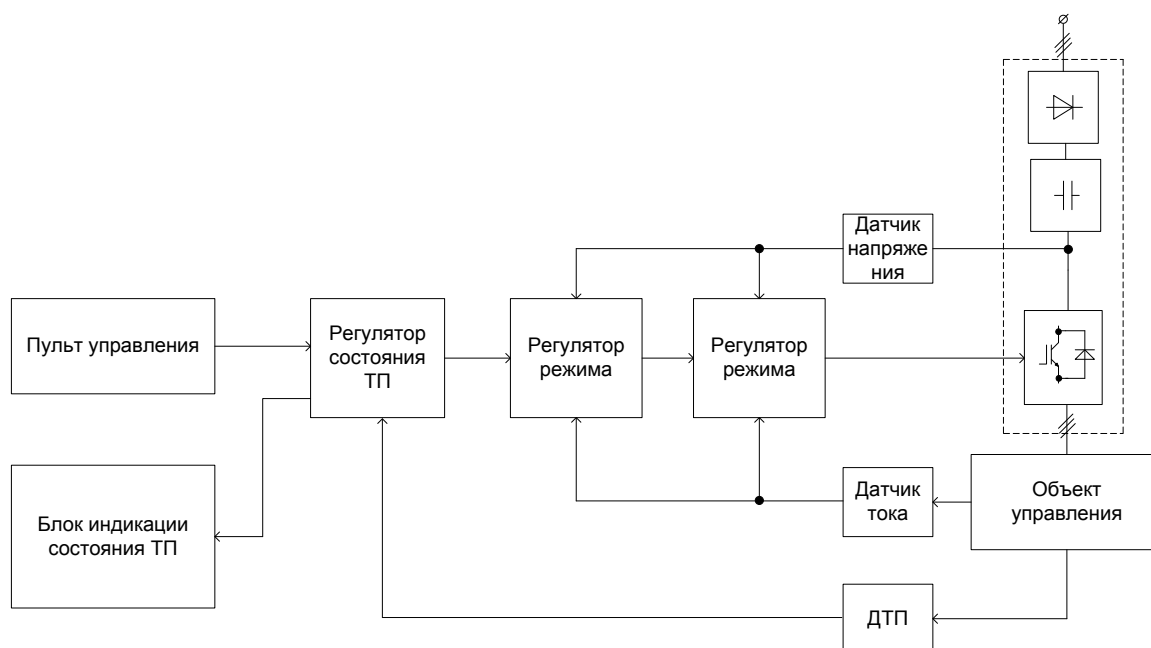 Датчик
напряже
ния
Пульт управления
Регулятор
состояния
ТП
Регулятор
режима
Регулятор
режима
Блок индикации
состояния ТП
Датчик
тока
Объект
управления
ДТП